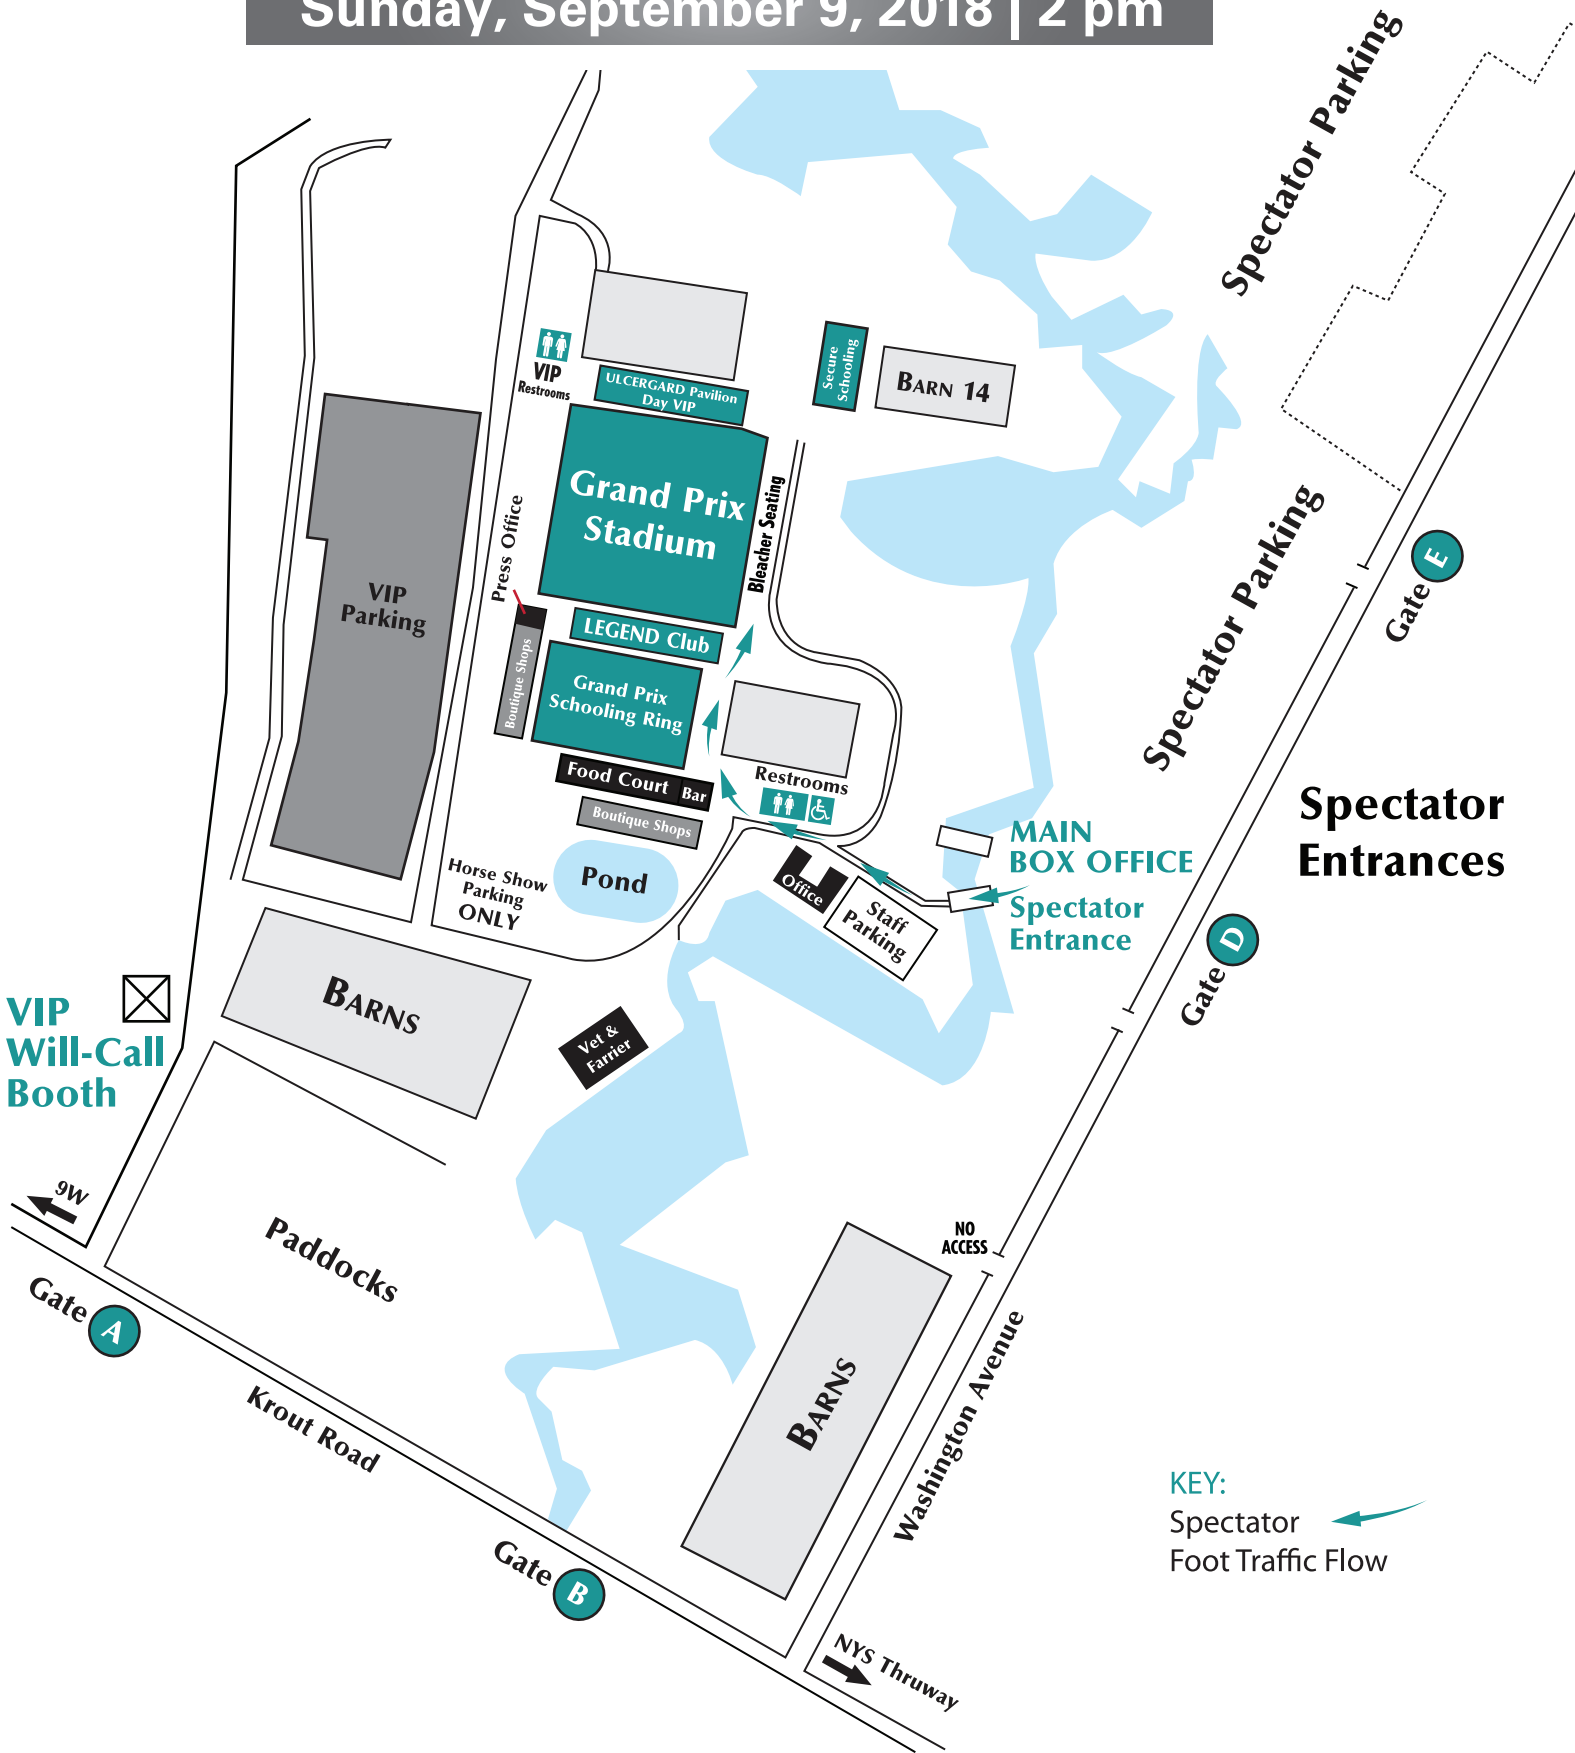 Sunday, September 9, 2018 | 2 pm
Spectator Parking
VIP
Restrooms
ULCERGARD Pavilion
Day VIP
Secure
Schooling
BARN 14
Grand Prix
Stadium
Bleacher Seating
Press Office
VIP
Parking
LEGEND Club
Boutique Shops
Grand Prix
Schooling Ring
Spectator Parking
Gate E
Food Court
Bar
Restrooms
Boutique Shops
MAIN
BOX OFFICE
Spectator
Entrances
Horse Show
Parking
ONLY
Pond
Office
Staff
Parking
Spectator
Entrance
Gate D
BARNS
VIP
Will-Call
Booth
Vet &
Farrier
9W
Paddocks
NO
ACCESS
Gate A
Krout Road
BARNS
Washington Avenue
KEY:
Spectator
Foot Traffic Flow
Gate B
NYS Thruway